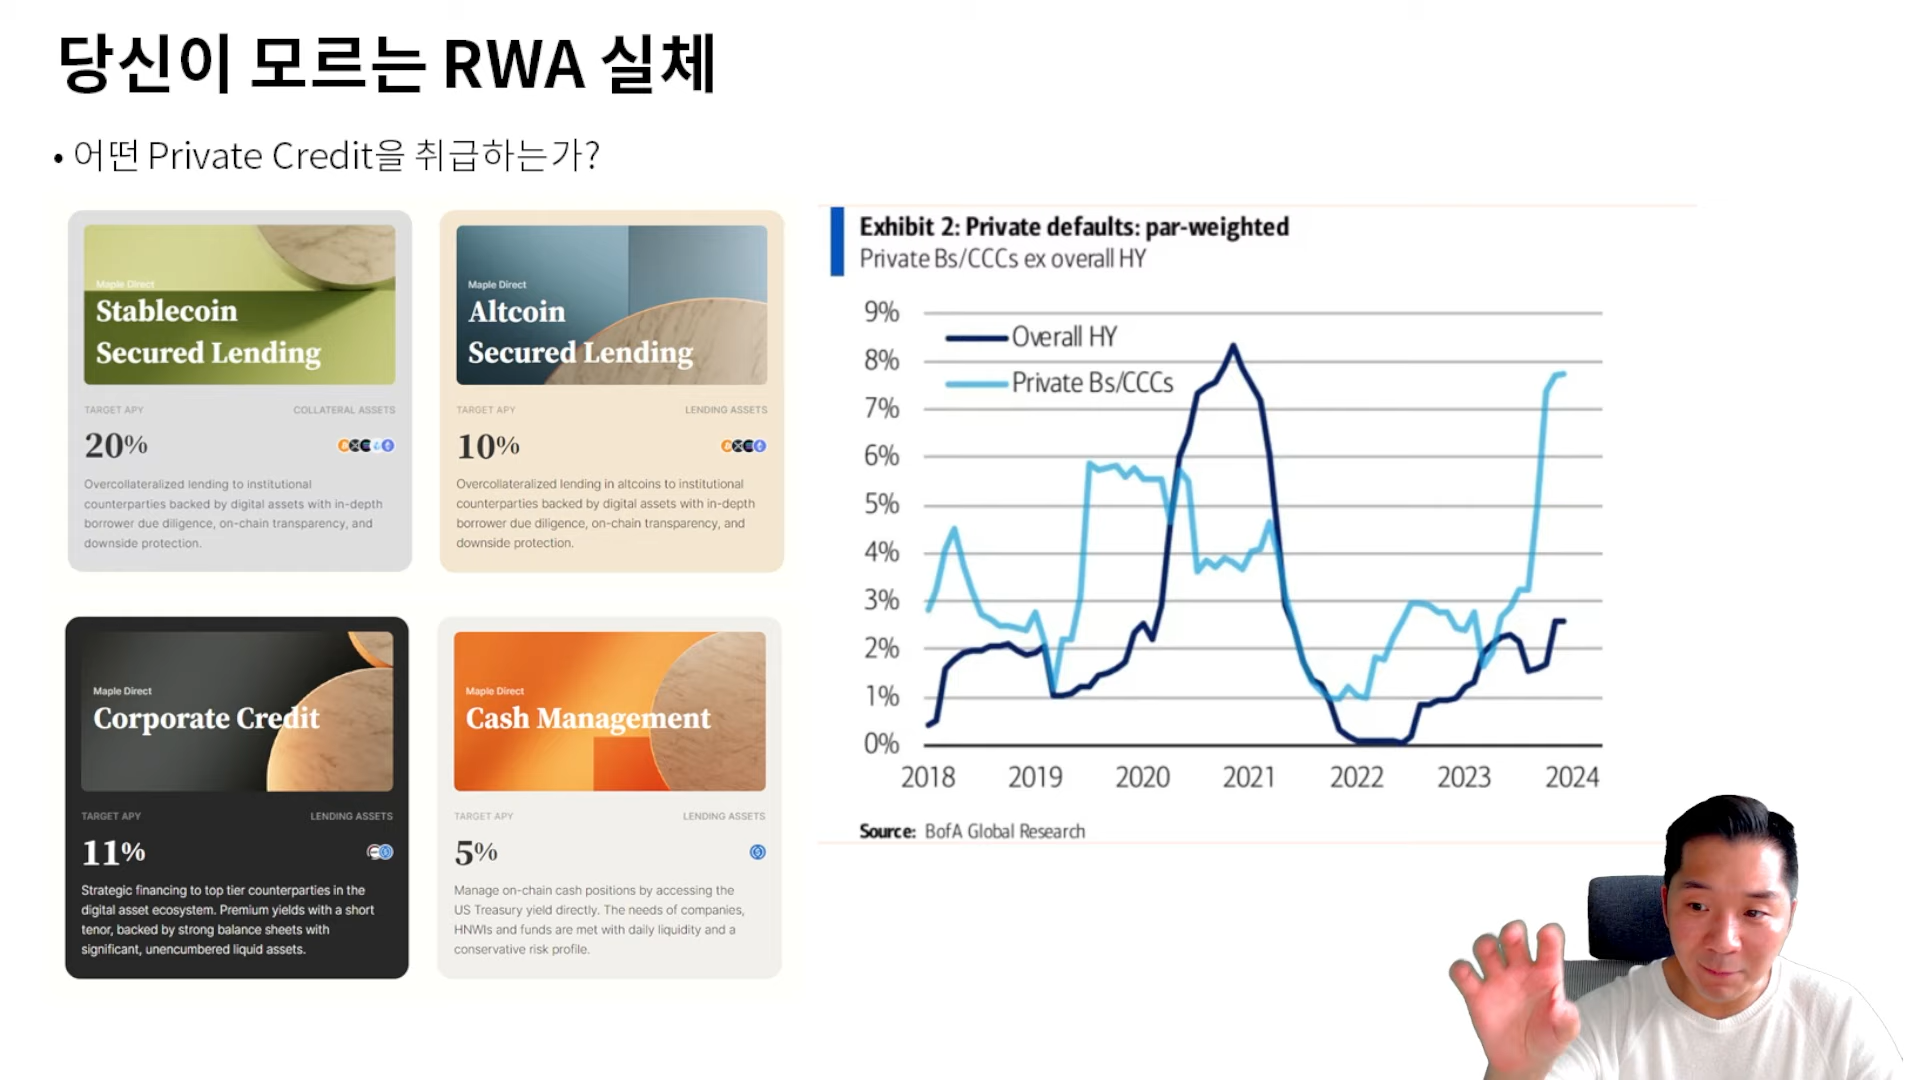 당신이 모르는 RWA 실체
• 어떤 Private Credit을 취급하는가?
Maple Direct
Stablecoin
Secured Lending
TARGET APY
COLLATERAL ASSETS
20%
Overcollateralized lending to institutional
counterparties backed by digital assets with in-depth
borrower due diligence, on-chain transparency, and
downside protection.
Maple Direct
Altcoin
Secured Lending
TARGET APY
LENDING ASSETS
10%
Overcollateralized lending in altcoins to institutional
counterparties backed by digital assets with in-depth
borrower due diligence, on-chain transparency, and
downside protection.
Maple Direct
Corporate Credit
TARGET APY
LENDING ASSETS
11%
Strategic financing to top tier counterparties in the
digital asset ecosystem. Premium yields with a short
tenor, backed by strong balance sheets with
significant, unencumbered liquid assets.
Maple Direct
Cash Management
TARGET APY
LENDING ASSETS
5%
Manage on-chain cash positions by accessing the
US Treasury yield directly. The needs of companies,
HNWIs and funds are met with daily liquidity and a
conservative risk profile.
Exhibit 2: Private defaults: par-weighted
Private Bs/CCCs ex overall HY
9%
8%
7%
6%
5%
4%
3%
2%
1%
0%
Overall HY
Private Bs/CCCs
2018 2019 2020 2021 2022 2023 2024
Source: BofA Global Research